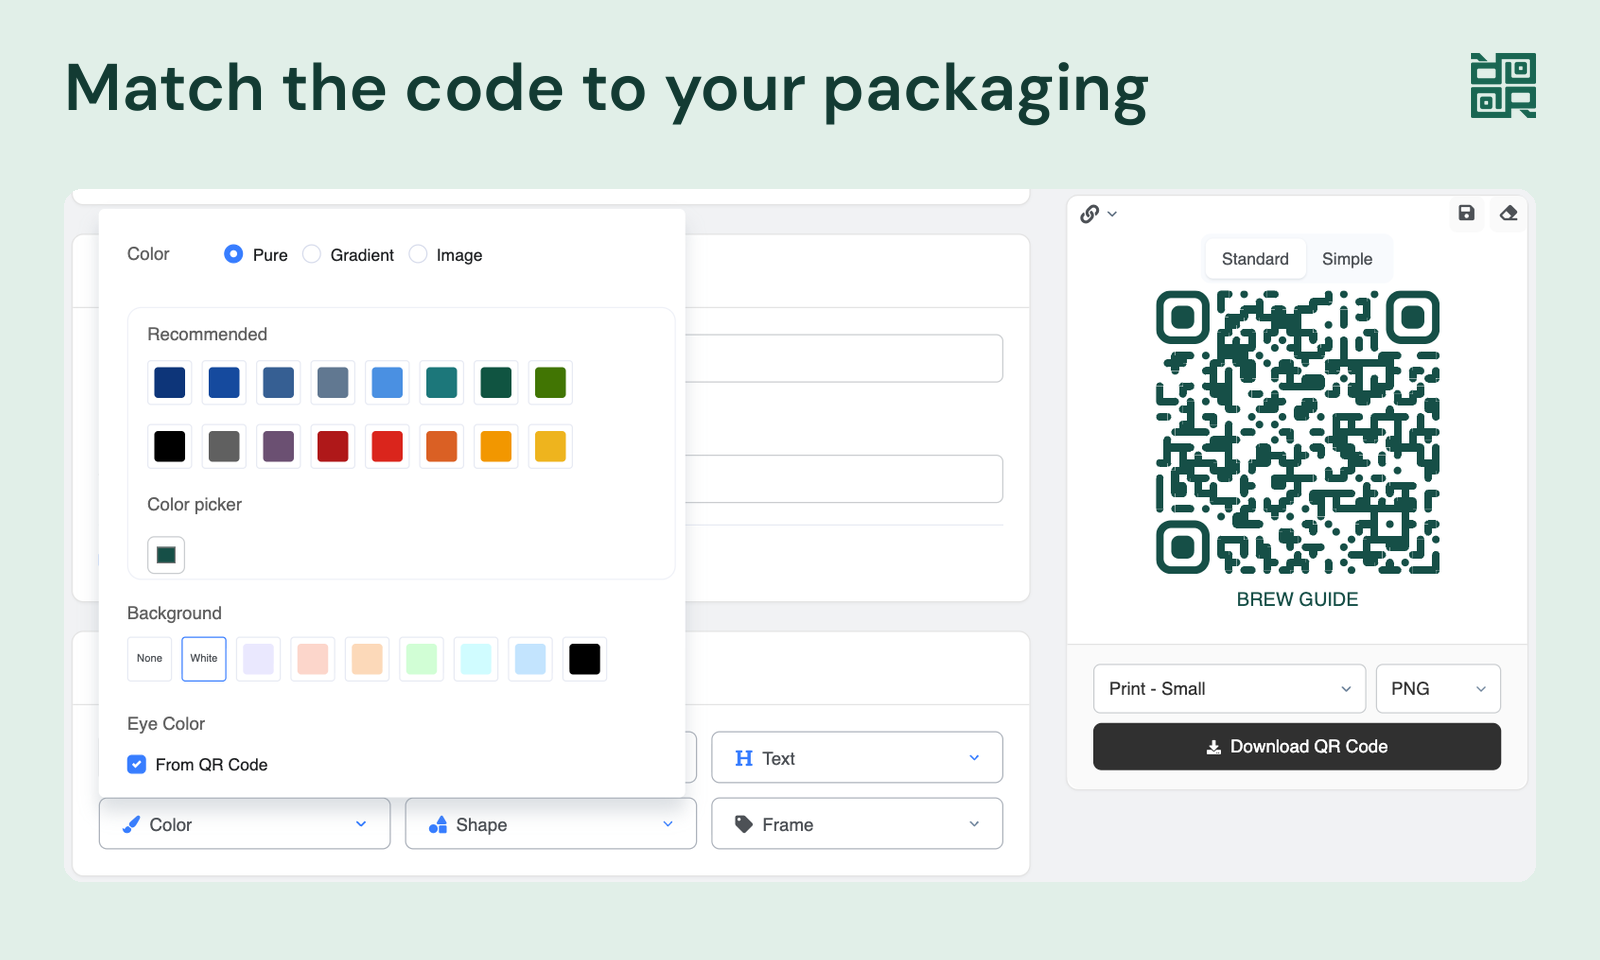 Match the code to your packaging
Color
Pure
Gradient
Image
Recommended
Color picker
Background
None
White
Eye Color
From QR Code
Text
Color
Shape
Frame
Standard
Simple
BREW GUIDE
Print - Small
PNG
Download QR Code